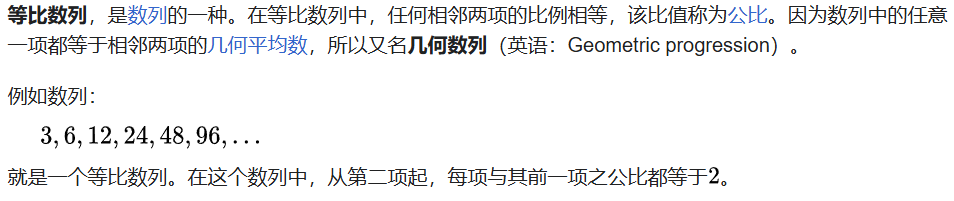 等比数列，是数列的一种。在等比数列中，任何相邻两项的比例相等，该比值称为公比。因为数列中的任意
一项都等于相邻两项的几何平均数，所以又名几何数列（英语：Geometric progression）。
例如数列：
3, 6, 12, 24, 48, 96, …
就是一个等比数列。在这个数列中，从第二项起，每项与其前一项之公比都等于2。